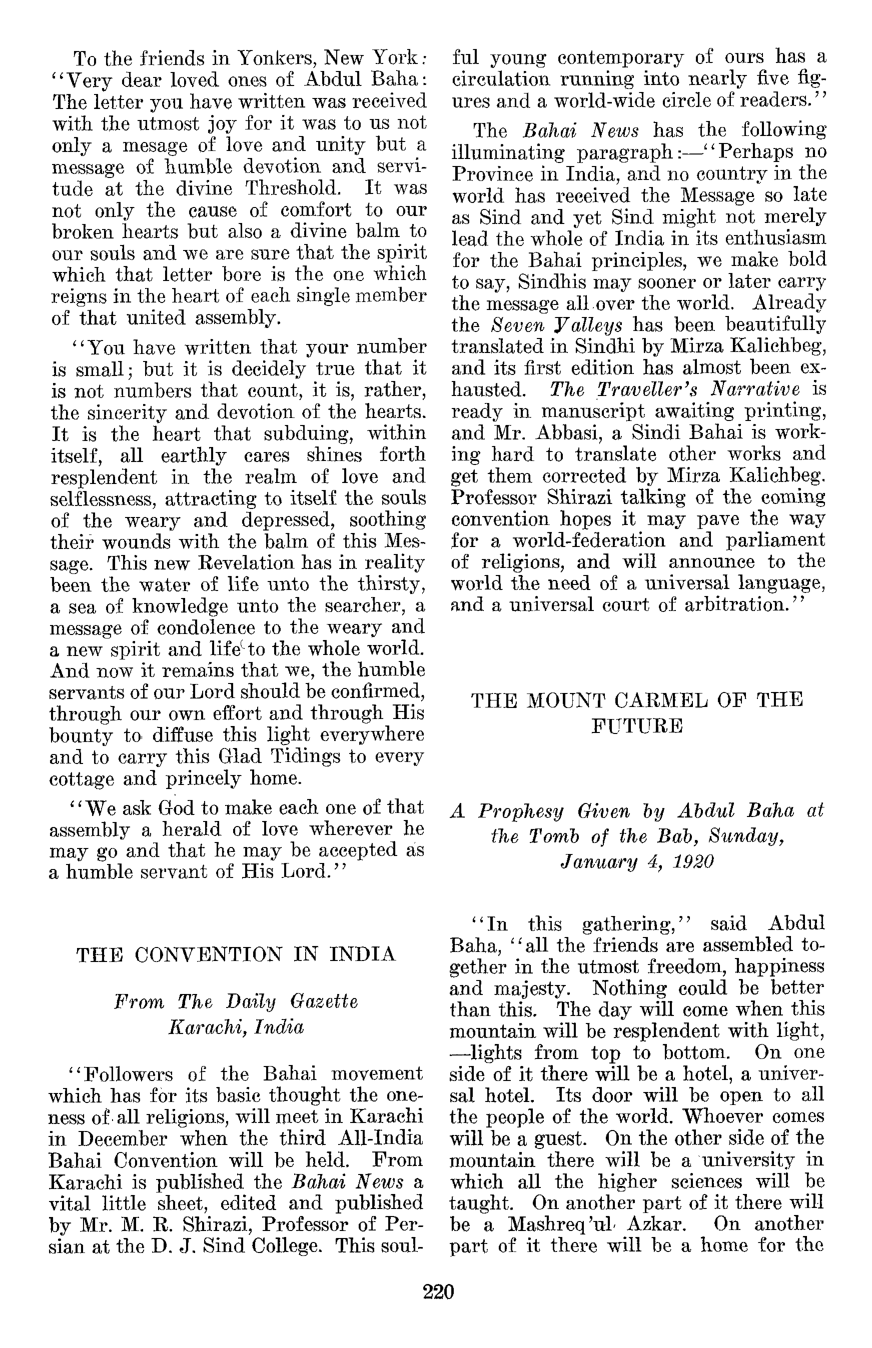 To the friends in Yonkers, New York:
‘‘Very dear loved ones of Abdul Baha:
The letter you have written was received
with the utmost joy for it was to us not
only a mesage of love and unity but a
message of humble devotion and servi-
tude at the divine Threshold. It was
not only the cause of comfort to our
broken hearts but also a divine balm to
our souls and we are sure that the spirit
which that letter bore is the one which
reigns in the heart of each single member
of that united assembly.
‘‘You have written that your number
is small; but it is decidely true that it
is not numbers that count, it is, rather,
the sincerity and devotion of the hearts.
It is the heart that subduing, within
itself, all earthly cares shines forth
resplendent in the realm of love and
selflessness, attracting to itself the souls
of the weary and depressed, soothing
their wounds with the balm of this Mes-
sage. This new Revelation has in reality
been the water of life unto the thirsty,
a sea of knowledge unto the searcher, a
message of condolence to the weary and
a new spirit and life to the whole world.
And now it remains that we, the humble
servants of our Lord should be confirmed,
through our own effort and through His
bounty to diffuse this light everywhere
and to carry this Glad Tidings to every
cottage and princely home.
‘‘We ask God to make each one of that
assembly a herald of love wherever he
may go and that he may be accepted as
a humble servant of His Lord.’’
THE CONVENTION IN INDIA
From The Daily Gazette
Karachi, India
‘‘Followers of the Bahai movement
which has for its basic thought the one-
ness of all religions, will meet in Karachi
in December when the third All-India
Bahai Convention will be held. From
Karachi is published the Bahai News a
vital little sheet, edited and published
by Mr. M. R. Shirazi, Professor of Per-
sian at the D. J. Sind College. This soul-
ful young contemporary of ours has a
circulation running into nearly five fig-
ures and a world-wide circle of readers.’’
The Bahai News has the following
illuminating paragraph:—‘‘Perhaps no
Province in India, and no country in the
world has received the Message so late
as Sind and yet Sind might not merely
lead the whole of India in its enthusiasm
for the Bahai principles, we make bold
to say, Sindhis may sooner or later carry
the message all over the world. Already
the Seven Valleys has been beautifully
translated in Sindhi by Mirza Kalichbeg,
and its first edition has almost been ex-
hausted. The Traveller's Narrative is
ready in manuscript awaiting printing,
and Mr. Abbasi, a Sindi Bahai is work-
ing hard to translate other works and
get them corrected by Mirza Kalichbeg.
Professor Shirazi talking of the coming
convention hopes it may pave the way
for a world-federation and parliament
of religions, and will announce to the
world the need of a universal language,
and a universal court of arbitration.’’
THE MOUNT CARMEL OF THE
FUTURE
A Prophesy Given by Abdul Baha at
the Tomb of the Bab, Sunday,
January 4, 1920
‘‘In this gathering,’’ said Abdul
Baha, ‘‘all the friends are assembled to-
gether in the utmost freedom, happiness
and majesty. Nothing could be better
than this. The day will come when this
mountain will be resplendent with light,
—lights from top to bottom. On one
side of it there will be a hotel, a univer-
sal hotel. Its door will be open to all
the people of the world. Whoever comes
will be a guest. On the other side of the
mountain there will be a university in
which all the higher sciences will be
taught. On another part of it there will
be a Mashreq'ul Azkar. On another
part of it there will be a home for the
220